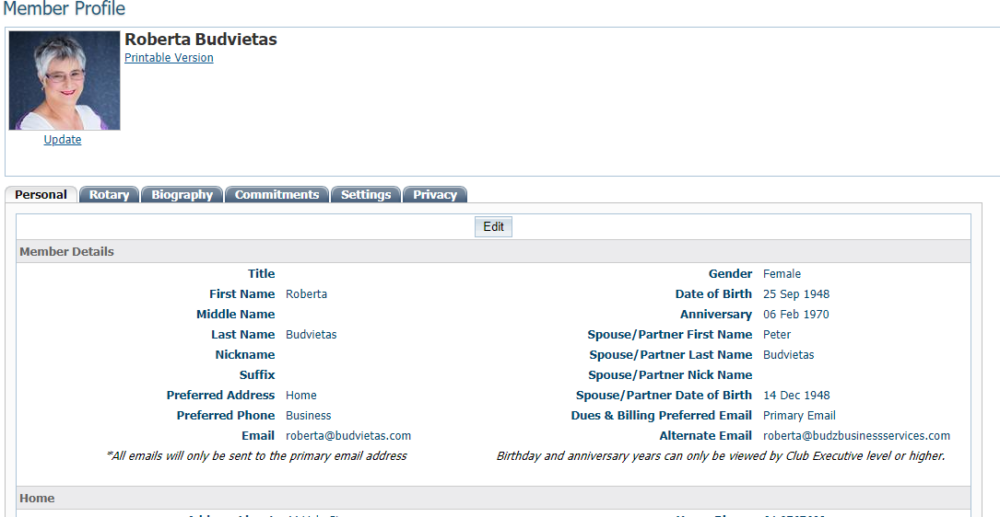 Member Profile
Roberta Budvietas
Printable Version
Update
Personal Rotary Biography Commitments Settings Privacy
Edit
Member Details
Title Gender Female
First Name Roberta Date of Birth 25 Sep 1948
Middle Name Anniversary 06 Feb 1970
Last Name Budvietas Spouse/Partner First Name Peter
Nickname Spouse/Partner Last Name Budvietas
Suffix Spouse/Partner Nick Name
Preferred Address Home Spouse/Partner Date of Birth 14 Dec 1948
Preferred Phone Business Dues & Billing Preferred Email Primary Email
Email roberta@budvietas.com Alternate Email roberta@budzbusinessservices.com
*All emails will only be sent to the primary email address Birthday and anniversary years can only be viewed by Club Executive level or higher.
Home